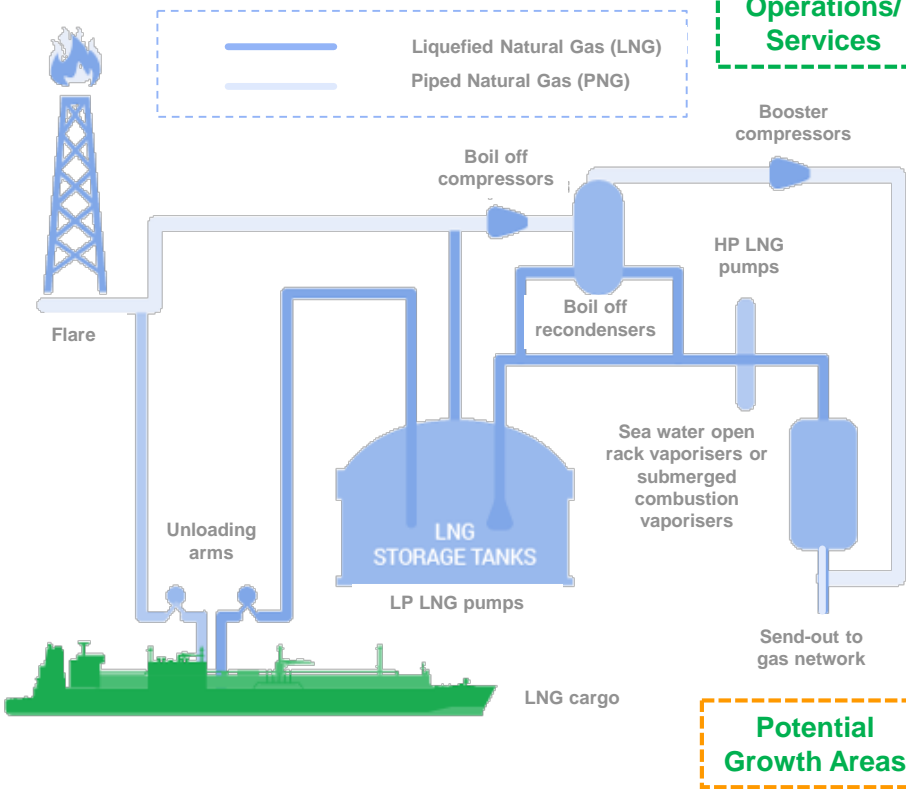 Operations/
Services
Liquefied Natural Gas (LNG)
Piped Natural Gas (PNG)
Booster
compressors
Boil off
compressors
HP LNG
pumps
Flare
Boil off
recondensers
Sea water open
rack vaporisers or
submerged
combustion
vaporisers
Unloading
arms
LNG
STORAGE TANKS
LP LNG pumps
Send-out to
gas network
LNG cargo
Potential
Growth Areas